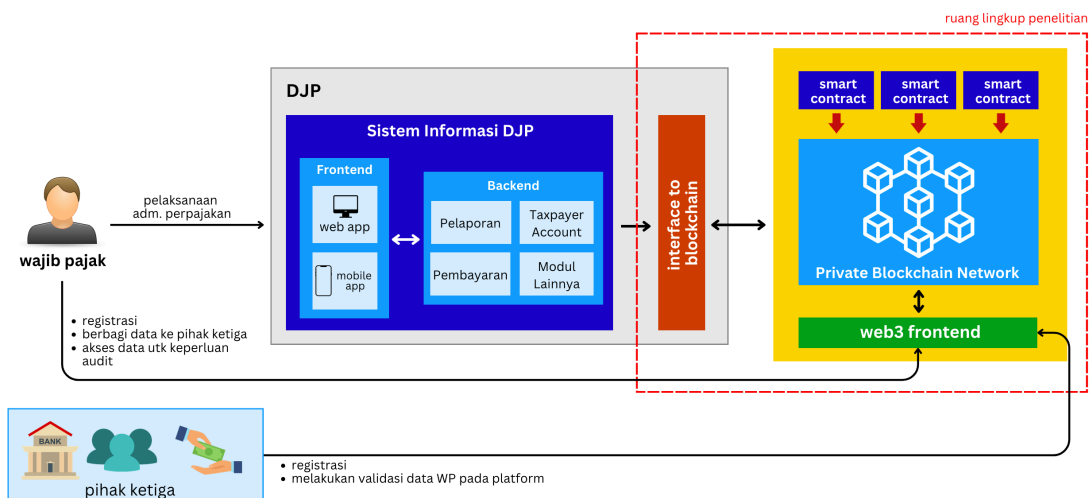 ruang lingkup penelitian
DJP
Sistem Informasi DJP
Frontend
web app
mobile
app
Backend
Pelaporan
Taxpayer
Account
Pembayaran
Modul
Lainnya
interface to
blockchain
smart
contract
smart
contract
smart
contract
Private Blockchain Network
web3 frontend
pelaksanaan
adm. perpajakan
wajib pajak
• registrasi
• berbagi data ke pihak ketiga
• akses data utk keperluan
audit
BANK
pihak ketiga
• registrasi
• melakukan validasi data WP pada platform